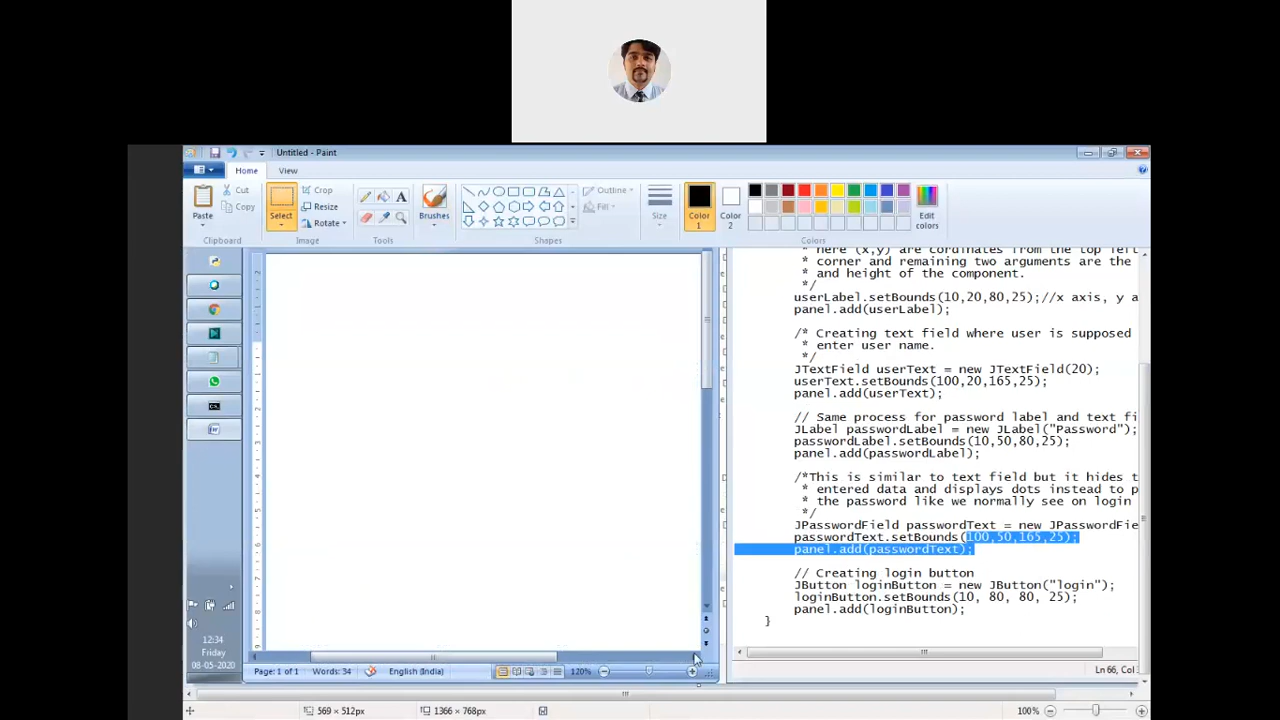 Untitled - Paint
Home View
Paste
Cut
Copy
Clipboard
Select
Crop
Resize
Rotate
Image
Tools
Brushes
Shapes
Outline
Fill
Size
Color 1
Color 2
Edit colors
Colors
* here (x,y) are cordinates from the top left
* corner and remaining two arguments are the
* and height of the component.
*/
userLabel.setBounds(10,20,80,25);//x axis, y a
panel.add(userLabel);
/* Creating text field where user is supposed
* enter user name.
*/
JTextField userText = new JTextField(20);
userText.setBounds(100,20,165,25);
panel.add(userText);
// Same process for password label and text fi
JLabel passwordLabel = new JLabel("Password");
passwordLabel.setBounds(10,50,80,25);
panel.add(passwordLabel);
/*This is similar to text field but it hides t
* entered data and displays dots instead to p
* the password like we normally see on login
*/
JPasswordField passwordText = new JPasswordFie
passwordText.setBounds(100,50,165,25);
panel.add(passwordText);
// Creating login button
JButton loginButton = new JButton("login");
loginButton.setBounds(10, 80, 80, 25);
panel.add(loginButton);
}
12:34
Friday
08-05-2020
Page: 1 of 1 Words: 34 English (India) 120%
Ln 66, Col
569 × 512px 1366 × 768px 100%